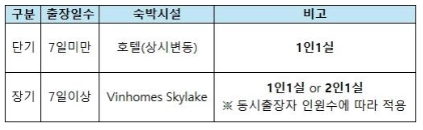 구분 출장일수 숙박시설 비고
단기 7일미만 호텔(상시변동) 1인1실
장기 7일이상 Vinhomes Skylake 1인1실 or 2인1실
※ 동시출장자 인원수에 따라 적용